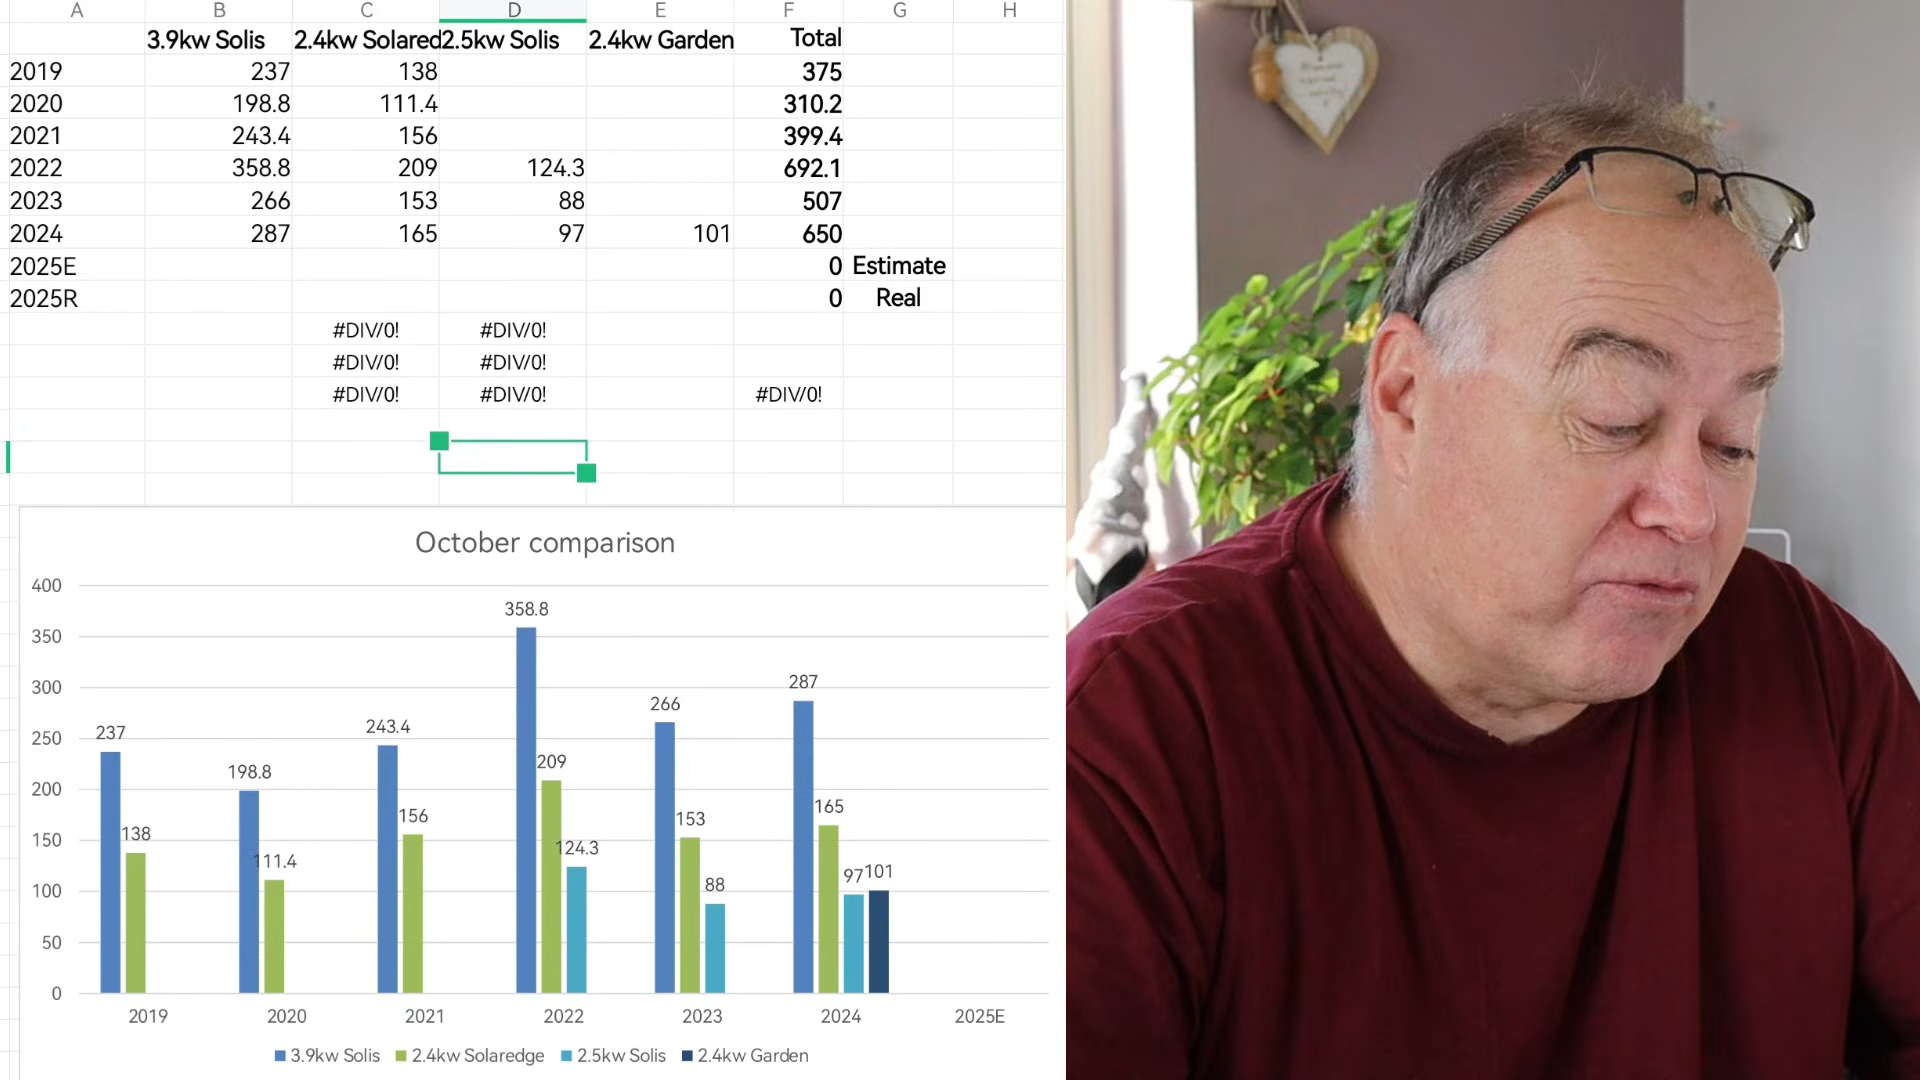 A B C D E F G H
3.9kw Solis 2.4kw Solared 2.5kw Solis 2.4kw Garden Total
2019 237 138 375
2020 198.8 111.4 310.2
2021 243.4 156 399.4
2022 358.8 209 124.3 692.1
2023 266 153 88 507
2024 287 165 97 101 650
2025E 0 Estimate
2025R 0 Real
#DIV/0! #DIV/0!
#DIV/0! #DIV/0!
#DIV/0! #DIV/0! #DIV/0!
October comparison
400
350
300
250
200
150
100
50
0
237 138
198.8 111.4
243.4 156
358.8 209 124.3
266 153 88
287 165 97 101
2019 2020 2021 2022 2023 2024 2025E
3.9kw Solis 2.4kw Solaredge 2.5kw Solis 2.4kw Garden